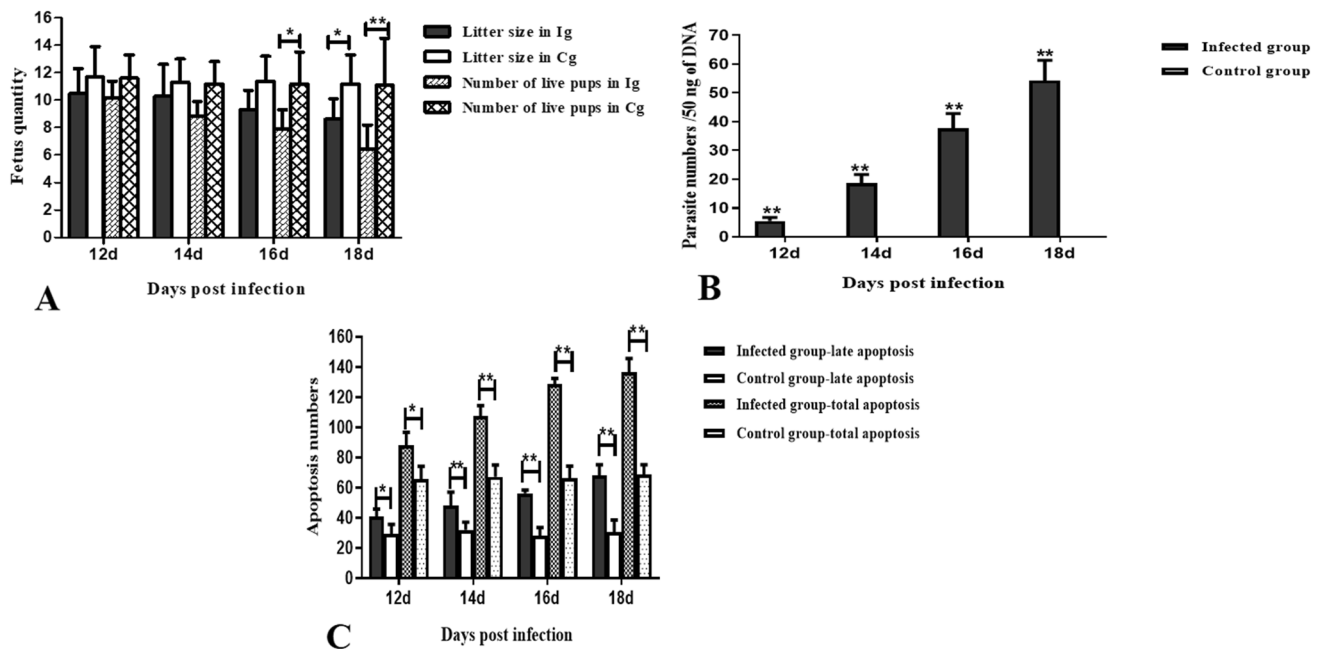 16
14
12
10
8
6
4
2
0
Fetus quantity
* * **
12d 14d 16d 18d
Days post infection
A
Litter size in Ig
Litter size in Cg
Number of live pups in Ig
Number of live pups in Cg
70
60
50
40
30
20
10
0
Parasite numbers /50 ng of DNA
** ** ** **
12d 14d 16d 18d
Days post infection
B
Infected group
Control group
160
140
120
100
80
60
40
20
0
Apoptosis numbers
* * ** ** ** ** ** **
12d 14d 16d 18d
Days post infection
C
Infected group-late apoptosis
Control group-late apoptosis
Infected group-total apoptosis
Control group-total apoptosis